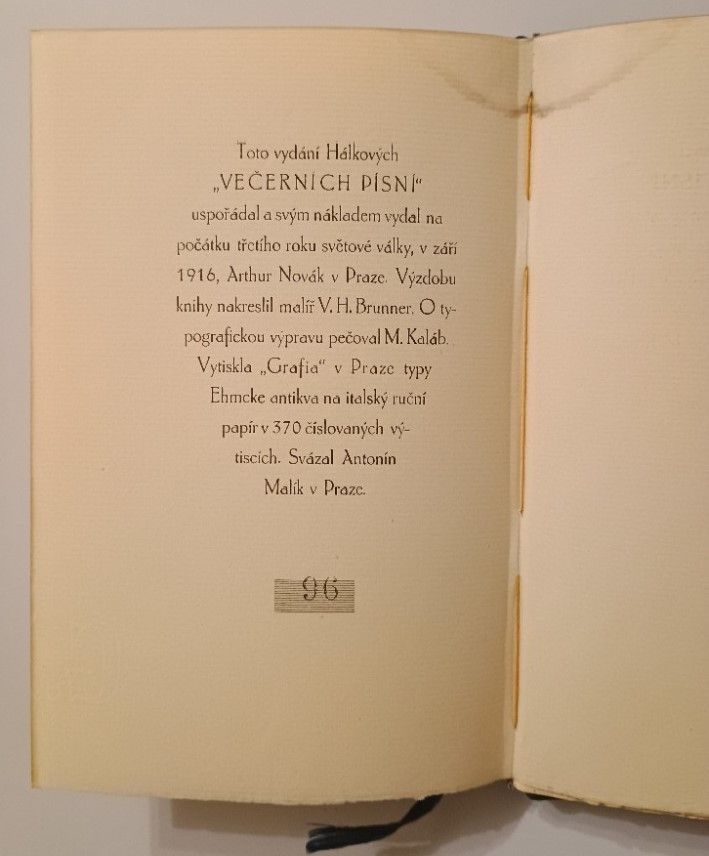 Toto vydání Hálkových
„VEČERNÍCH PÍSNÍ“
uspořádal a svým nákladem vydal na
počátku třetího roku světové války, v září
1916, Arthur Novák v Praze. Výzdobu
knihy nakreslil malíř V. H. Brunner. O ty-
pografickou výpravu pečoval M. Kaláb.
Vytiskla „Grafia“ v Praze typy
Ehmcke antikva na italský ruční
papír v 370 číslovaných vý-
tiscích. Svázal Antonín
Malík v Praze.
96